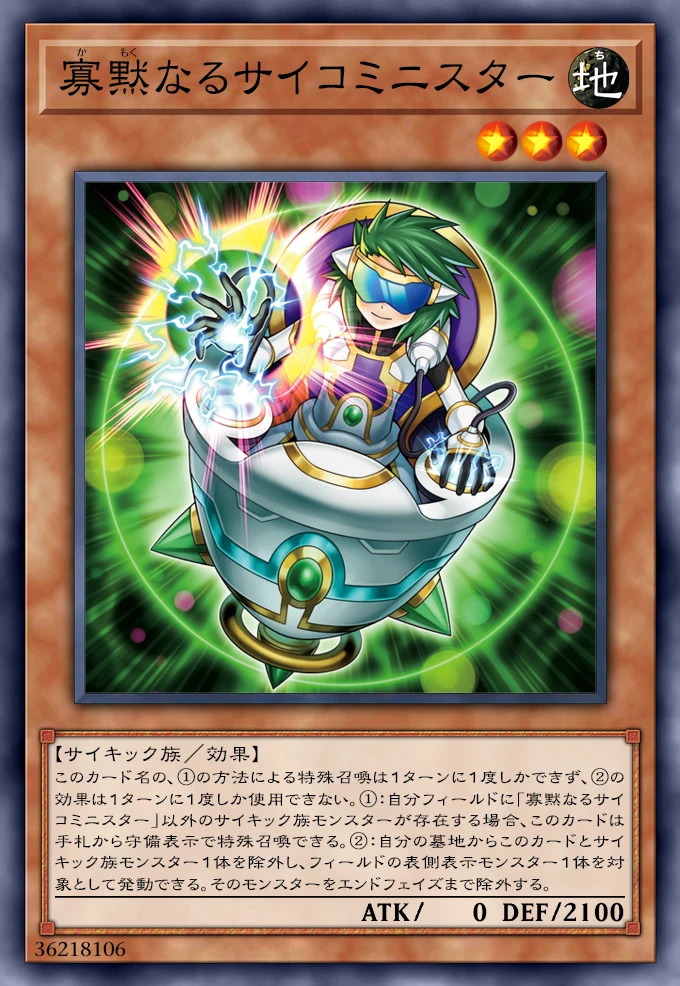 かもく
寡黙なるサイコミニスター
ち
地
【サイキック族／効果】
このカード名の、①の方法による特殊召喚は1ターンに1度しかできず、②の
効果は1ターンに1度しか使用できない。①：自分フィールドに「寡黙なるサイ
コミニスター」以外のサイキック族モンスターが存在する場合、このカードは
手札から守備表示で特殊召喚できる。②：自分の墓地からこのカードとサイ
キック族モンスター1体を除外し、フィールドの表側表示モンスター1体を対
象として発動できる。そのモンスターをエンドフェイズまで除外する。
ATK/ 0 DEF/2100
36218106